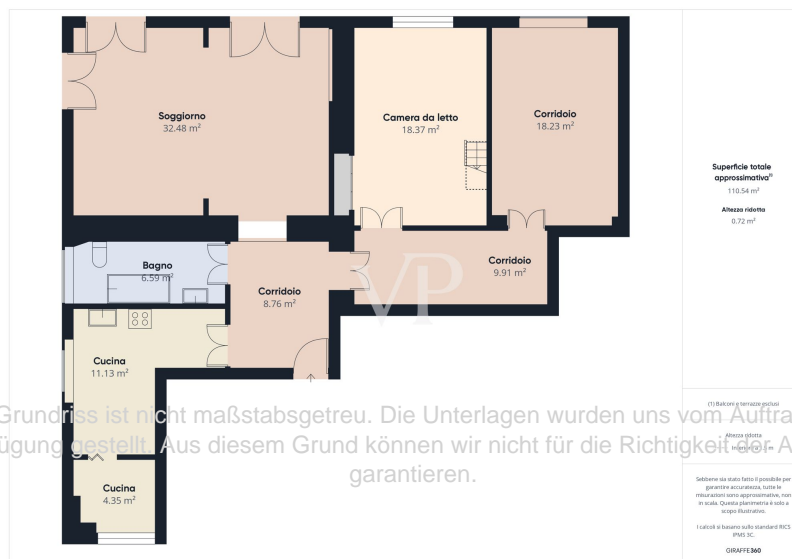 Soggiorno
32.48 m²
Camera da letto
18.37 m²
Corridoio
18.23 m²
Superficie totale
approssimativa⁽¹⁾
110.54 m²
Altezza ridotta
0.72 m²
Bagno
6.59 m²
Corridoio
8.76 m²
Corridoio
9.91 m²
VP
Cucina
11.13 m²
(1) Balconi e terrazze esclusi
Grundriss ist nicht maßstabsgetreu. Die Unterlagen wurden uns vom Auftra
Altezza ridotta
ügung gestellt. Aus diesem Grund können wir nicht für die Richtigkeit der A
garantieren.
Cucina
4.35 m²
Sebbene sia stato fatto il possibile per
garantire accuratezza, tutte le
misurazioni sono approssimative, non
in scala. Questa planimetria è solo a
scopo illustrativo.
I calcoli si basano sullo standard RICS
IPMS 3C.
GIRAFFE360